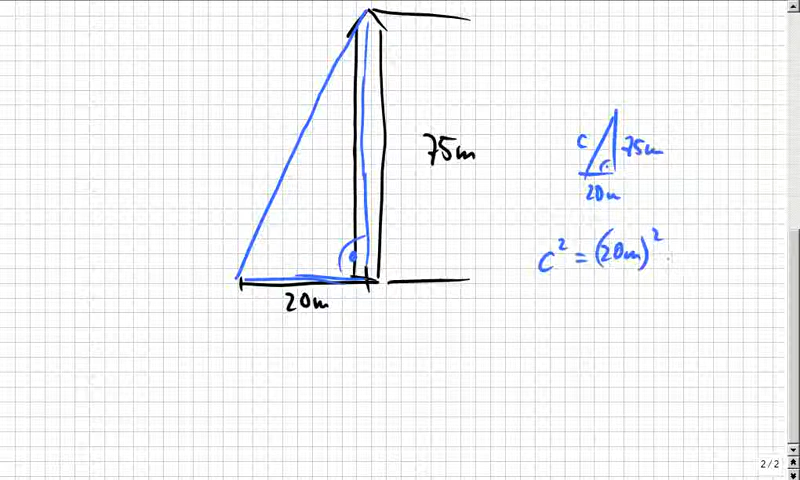 75m
20m
c
75m
20m
c² = (20m)²
2/2